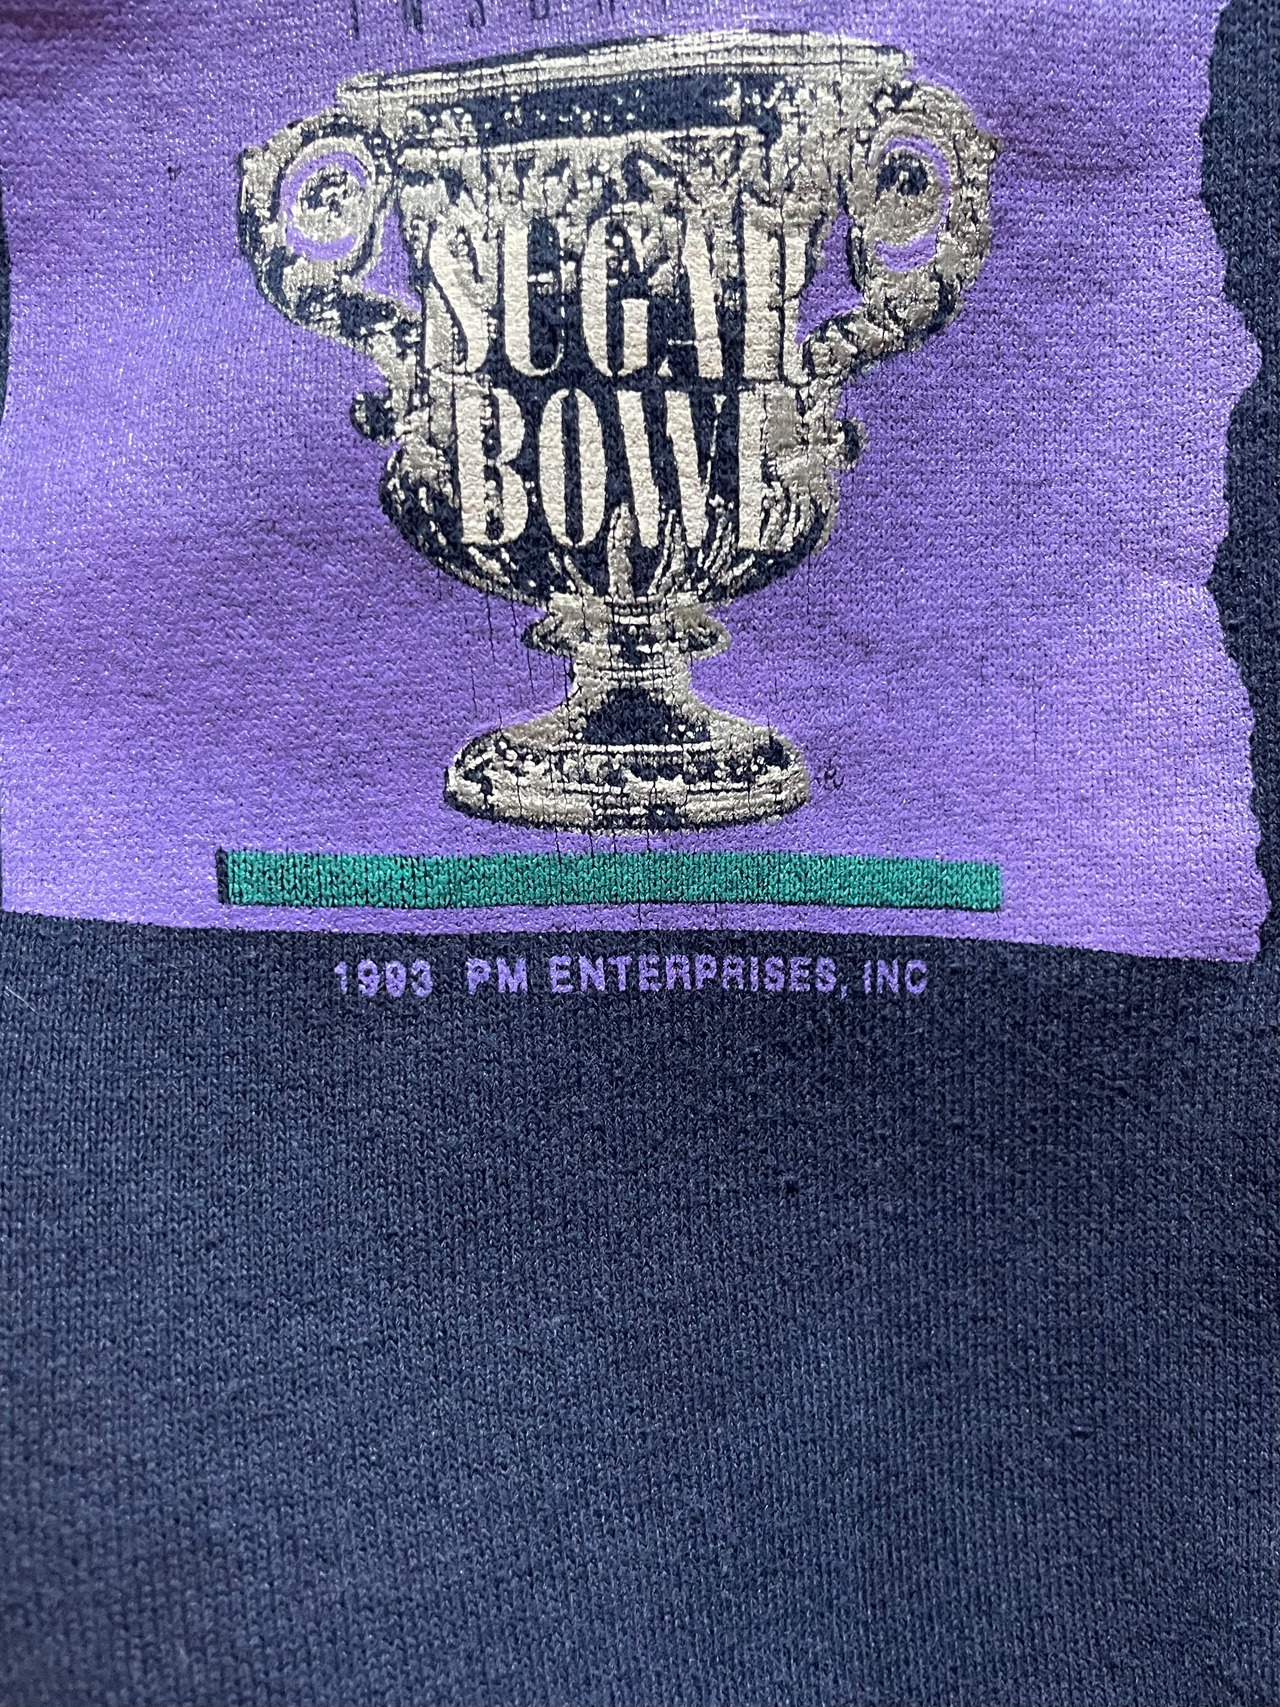 SUGAR
BOWL
1993 PM ENTERPRISES, INC